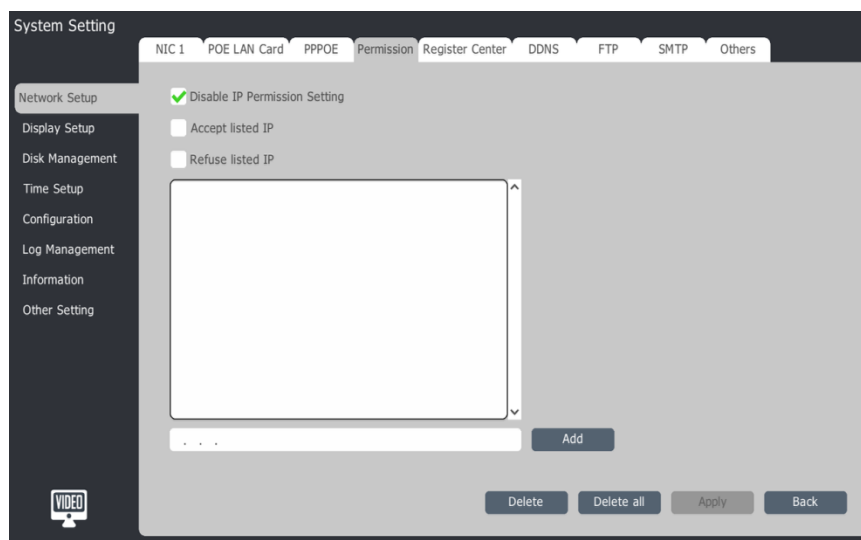 System Setting
NIC 1 POE LAN Card PPPOE Permission Register Center DDNS FTP SMTP Others
Network Setup
Display Setup
Disk Management
Time Setup
Configuration
Log Management
Information
Other Setting
Disable IP Permission Setting
Accept listed IP
Refuse listed IP
. . .
Add
Delete Delete all Apply Back
VIDEO